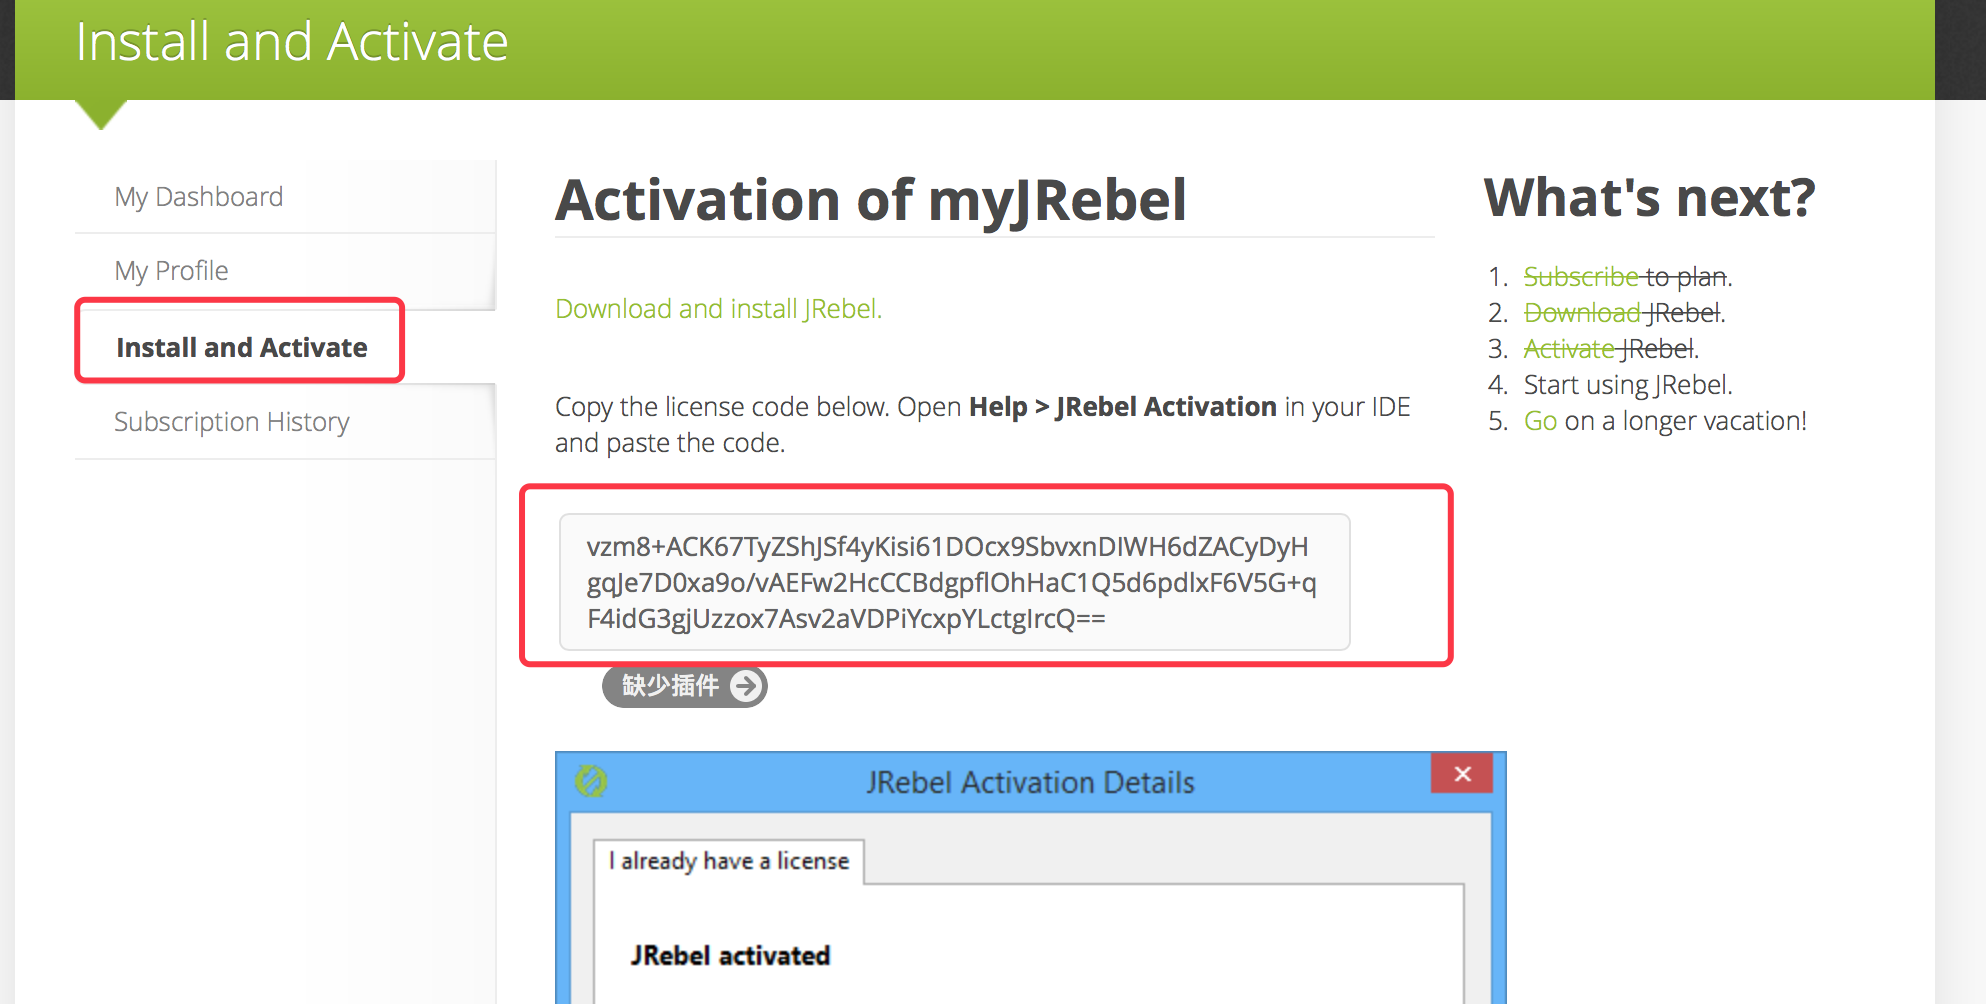 Install and Activate
My Dashboard
My Profile
Install and Activate
Subscription History
Activation of myJRebel
Download and install JRebel.
Copy the license code below. Open Help > JRebel Activation in your IDE
and paste the code.
vzm8+ACK67TyZShJSf4yKisi61DOcx9SbvxnDIWH6dZACyDyH
gqJe7D0xa9o/vAEFw2HcCCBdgpflOhHaC1Q5d6pdlxF6V5G+q
F4idG3gjUzzox7Asv2aVDPiYcxpYLctgIrcQ==
缺少插件
JRebel Activation Details
I already have a license
JRebel activated
What's next?
1. Subscribe to plan.
2. Download JRebel.
3. Activate JRebel.
4. Start using JRebel.
5. Go on a longer vacation!